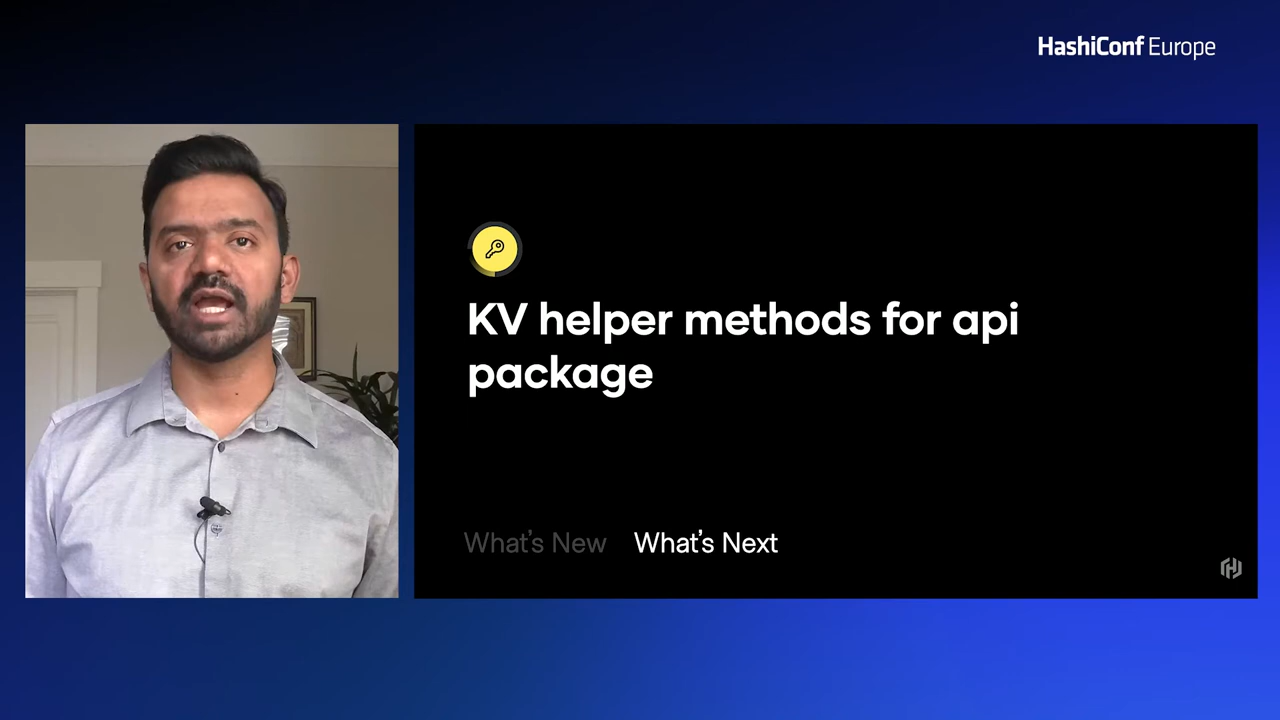 HashiConf Europe
KV helper methods for api
package
What's New What's Next